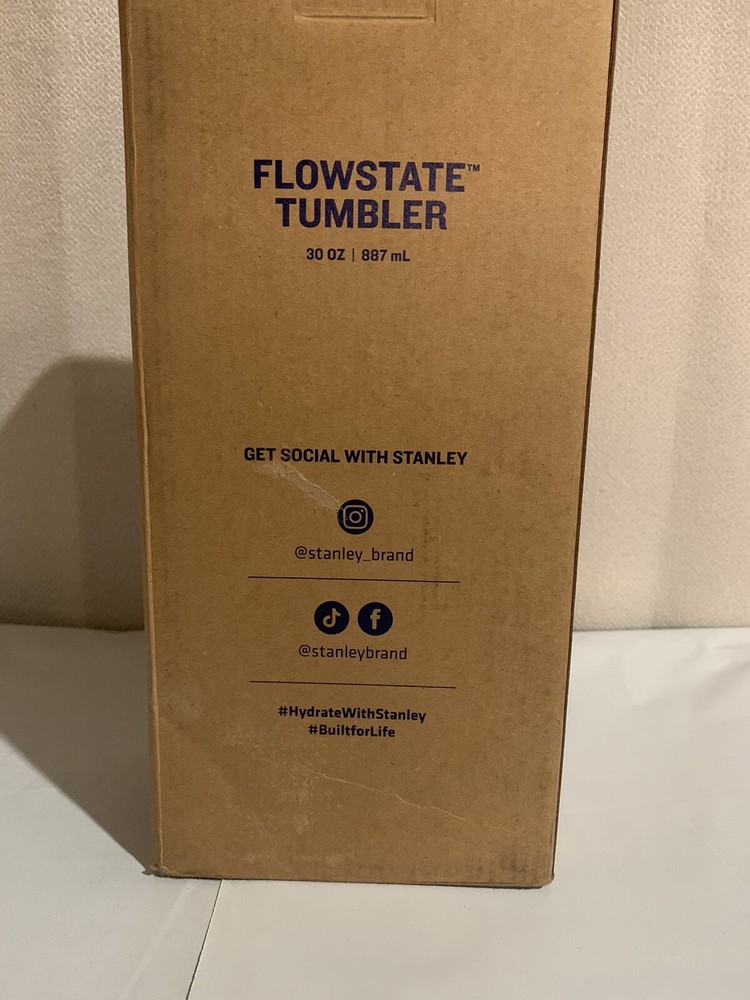 FLOWSTATE™
TUMBLER
30 OZ | 887 mL
GET SOCIAL WITH STANLEY
@stanley_brand
@stanleybrand
#HydrateWithStanley
#BuiltforLife